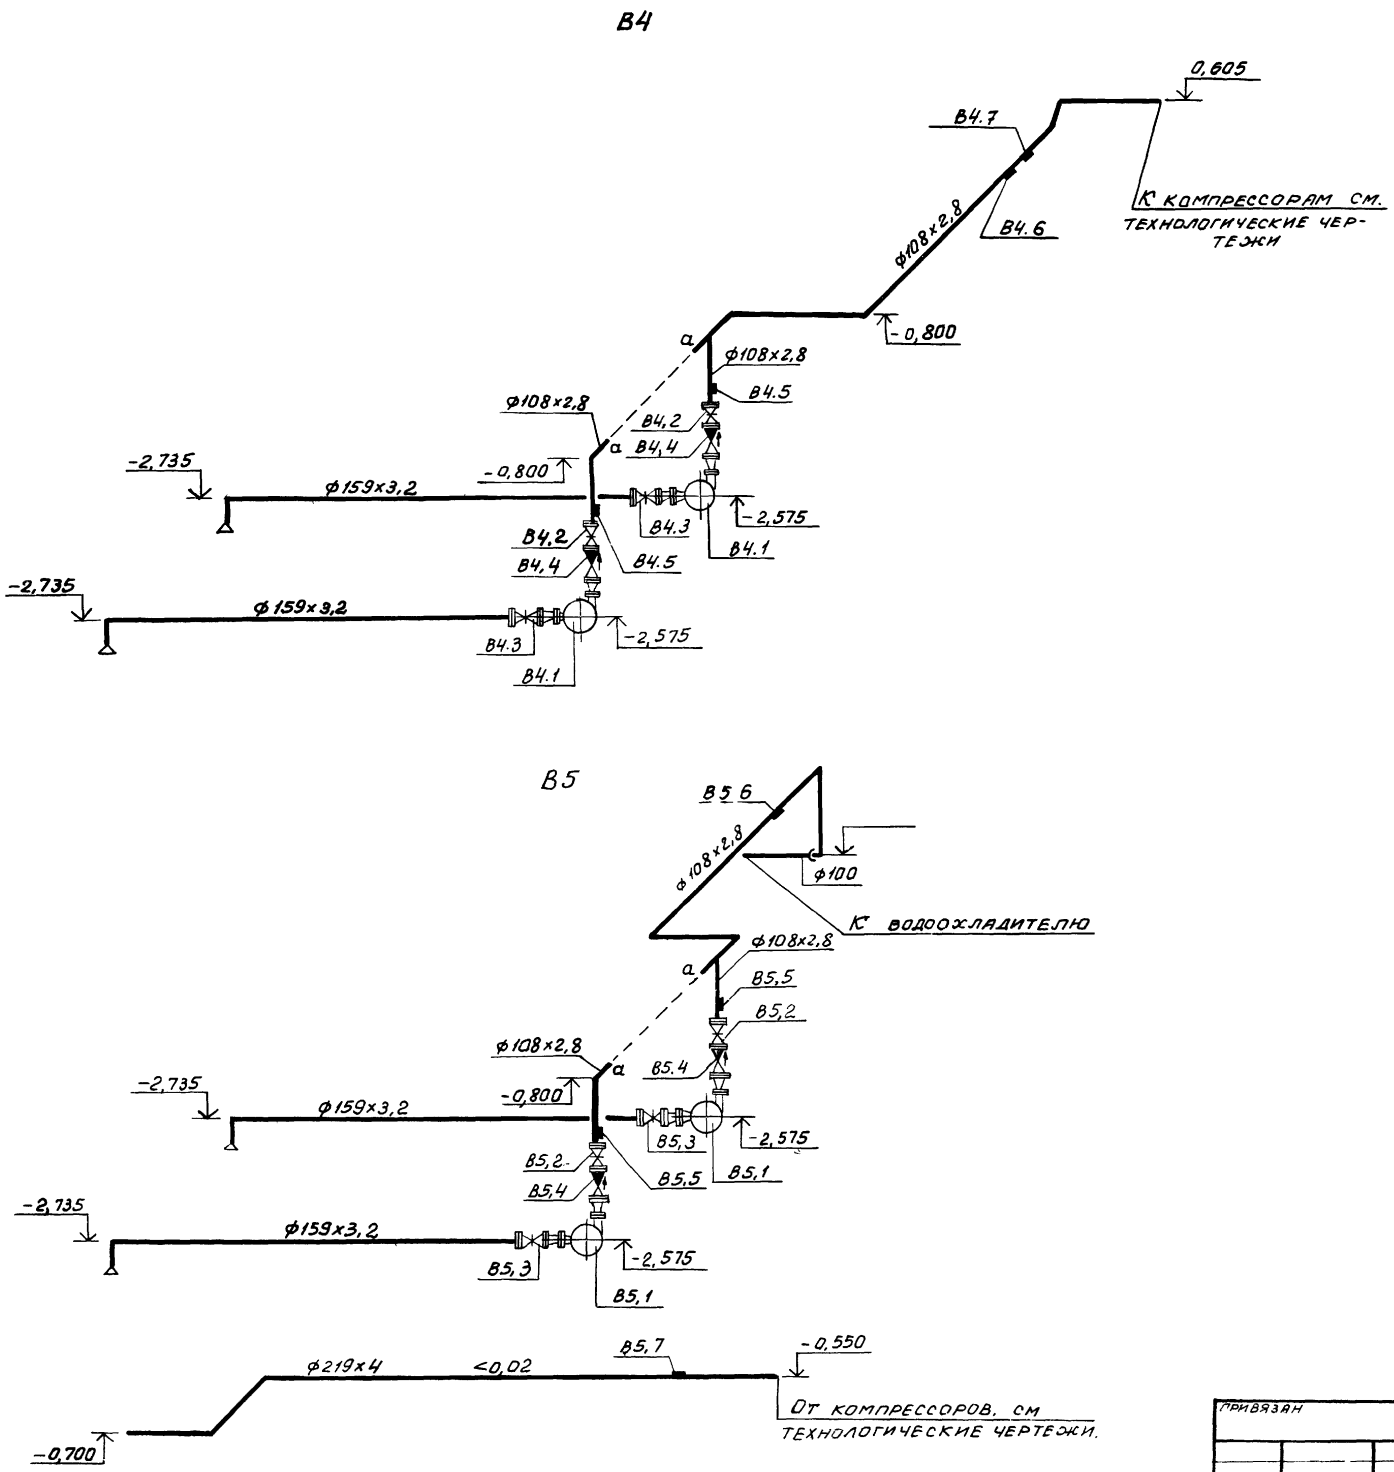 В4
0,605
В4.7
К КОМПРЕССОРАМ СМ.
ТЕХНОЛОГИЧЕСКИЕ ЧЕР-
ТЕЖИ
В4.6
ф108×2,8
-0,800
а
ф108×2,8
В4.5
ф108×2,8
В4,2
а
В4,4
-2,735
-0,800
ф159×3,2
-2,575
В4.3
В4.2
В4.1
В4,4
В4.5
-2,735
ф159×3,2
-2,575
В4.3
В4.1
В5
В5 6
ф108×2,8
ф100
К ВОДООХЛАДИТЕЛЮ
ф108×2,8
а
В5,5
В5,2
ф108×2,8
В5.4
а
-2,735
-0,800
ф159×3,2
В5,3
-2,575
В5,2
В5,1
В5,5
В5,4
-2,735
ф159×3,2
-2,575
В5,3
В5,1
В5,7
-0,550
ф219×4
<0,02
ОТ КОМПРЕССОРОВ. СМ
ТЕХНОЛОГИЧЕСКИЕ ЧЕРТЕЖИ.
-0,700
ПРИВЯЗАН